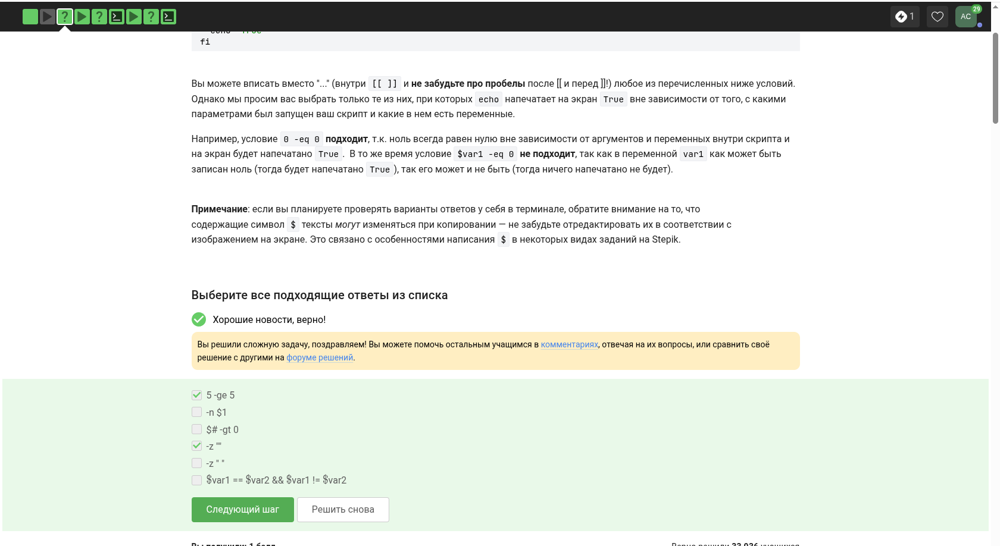 1
AC
29
echo "True"
fi
Вы можете вписать вместо "..." (внутри [[ ]] и не забудьте про пробелы после [[ и перед ]]!) любое из перечисленных ниже условий.
Однако мы просим вас выбрать только те из них, при которых echo напечатает на экран True вне зависимости от того, с какими
параметрами был запущен ваш скрипт и какие в нем есть переменные.
Например, условие 0 -eq 0 подходит, т.к. ноль всегда равен нулю вне зависимости от аргументов и переменных внутри скрипта и
на экран будет напечатано True. В то же время условие $var1 -eq 0 не подходит, так как в переменной var1 как может быть
записан ноль (тогда будет напечатано True), так его может и не быть (тогда ничего напечатано не будет).
Примечание: если вы планируете проверять варианты ответов у себя в терминале, обратите внимание на то, что
содержащие символ $ тексты могут изменяться при копировании — не забудьте отредактировать их в соответствии с
изображением на экране. Это связано с особенностями написания $ в некоторых видах заданий на Stepik.
Выберите все подходящие ответы из списка
Хорошие новости, верно!
Вы решили сложную задачу, поздравляем! Вы можете помочь остальным учащимся в комментариях, отвечая на их вопросы, или сравнить своё
решение с другими на форуме решений.
5 -ge 5
-n $1
$# -gt 0
-z ""
-z " "
$var1 == $var2 && $var1 != $var2
Следующий шаг
Решить снова
Вы получили: 1 балл
Верно решили 33 036 учащихся